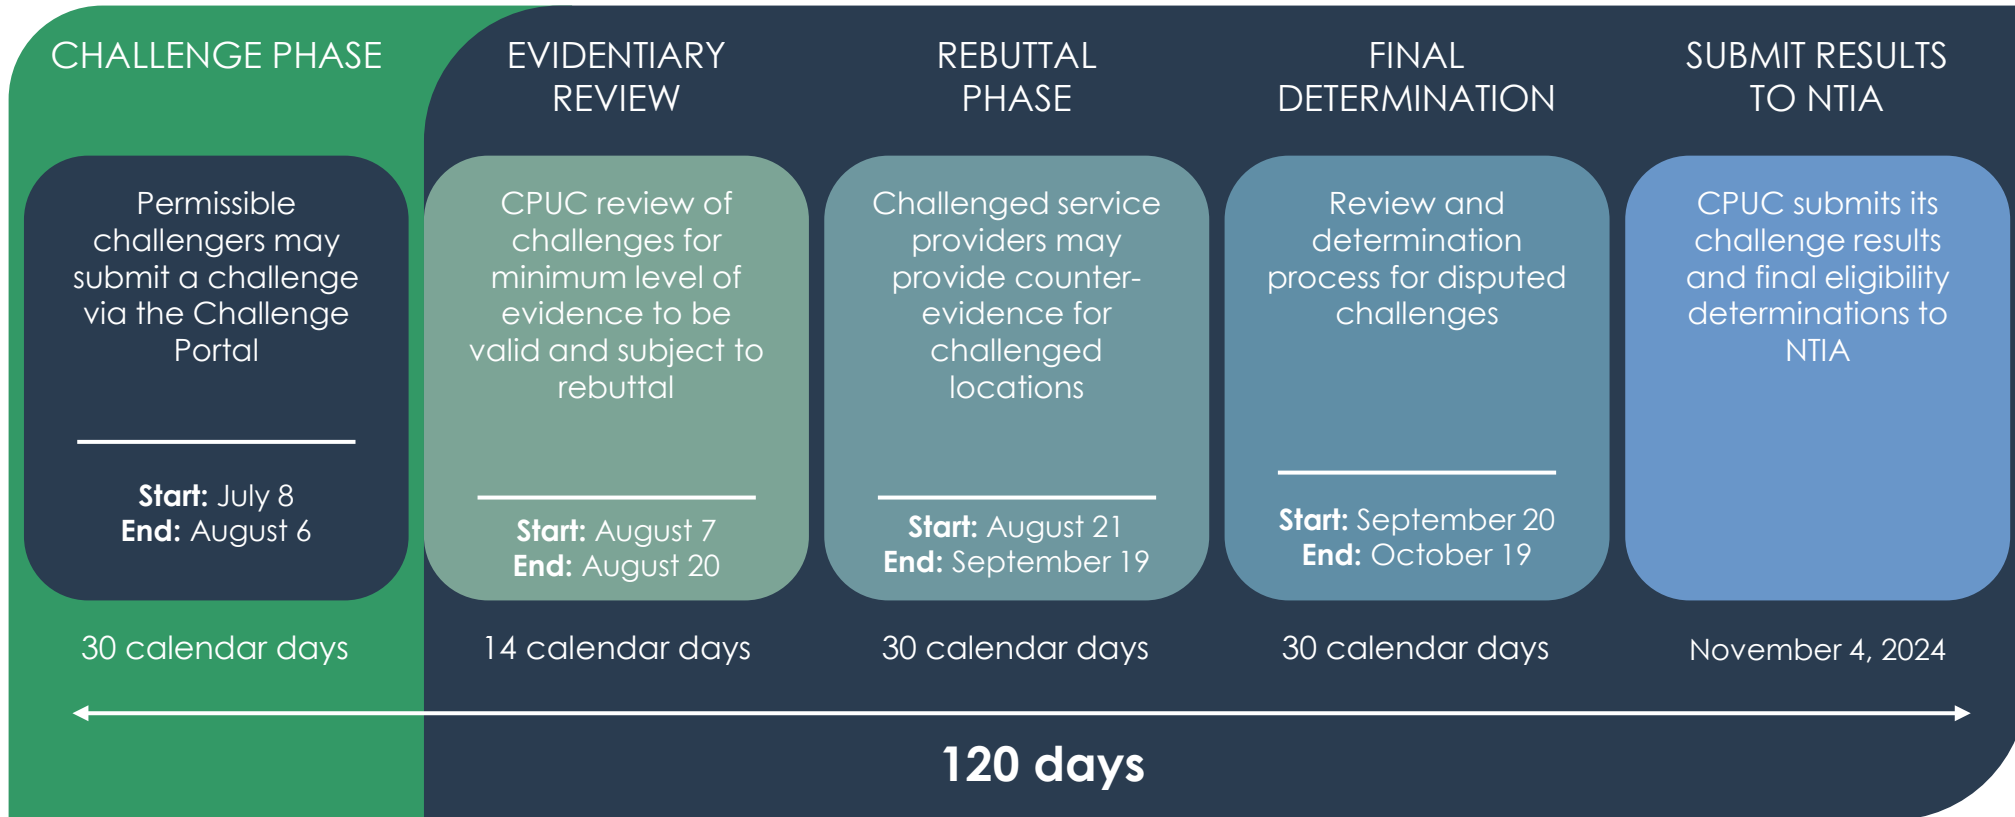 CHALLENGE PHASE
Permissible
challengers may
submit a challenge
via the Challenge
Portal
Start: July 8
End: August 6
30 calendar days
EVIDENTIARY
REVIEW
CPUC review of
challenges for
minimum level of
evidence to be
valid and subject to
rebuttal
Start: August 7
End: August 20
14 calendar days
REBUTTAL
PHASE
Challenged service
providers may
provide counter-
evidence for
challenged
locations
Start: August 21
End: September 19
30 calendar days
FINAL
DETERMINATION
Review and
determination
process for disputed
challenges
Start: September 20
End: October 19
30 calendar days
SUBMIT RESULTS
TO NTIA
CPUC submits its
challenge results
and final eligibility
determinations to
NTIA
November 4, 2024
120 days